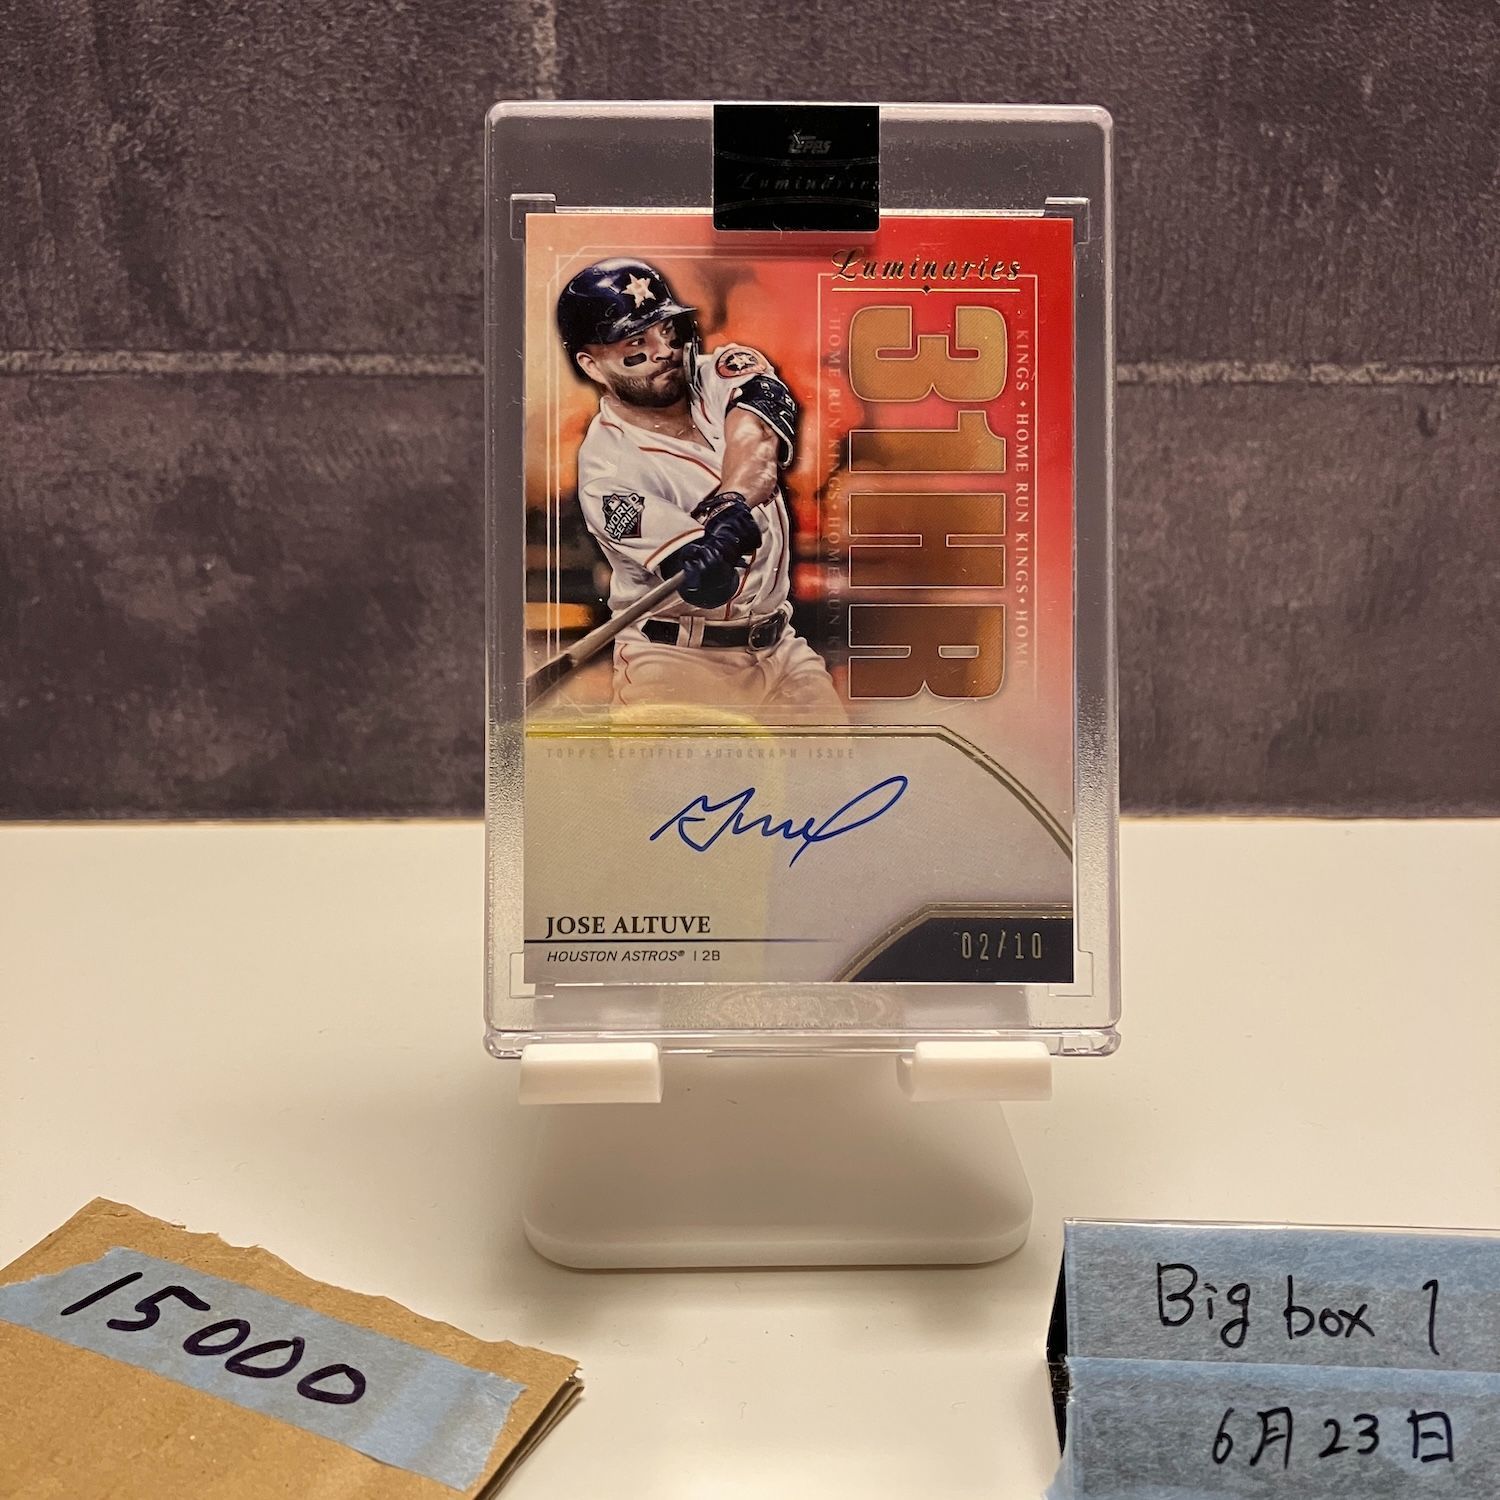 TOPPS
Luminaries
Luminaries
31HR
KINGS • HOME RUN KINGS • HOME
HOME RUN KINGS • HOME RUN
WORLD SERIES
TOPPS CERTIFIED AUTOGRAPH ISSUE
JOSE ALTUVE
HOUSTON ASTROS® | 2B
02/10
15000
Big box 1
6月23日